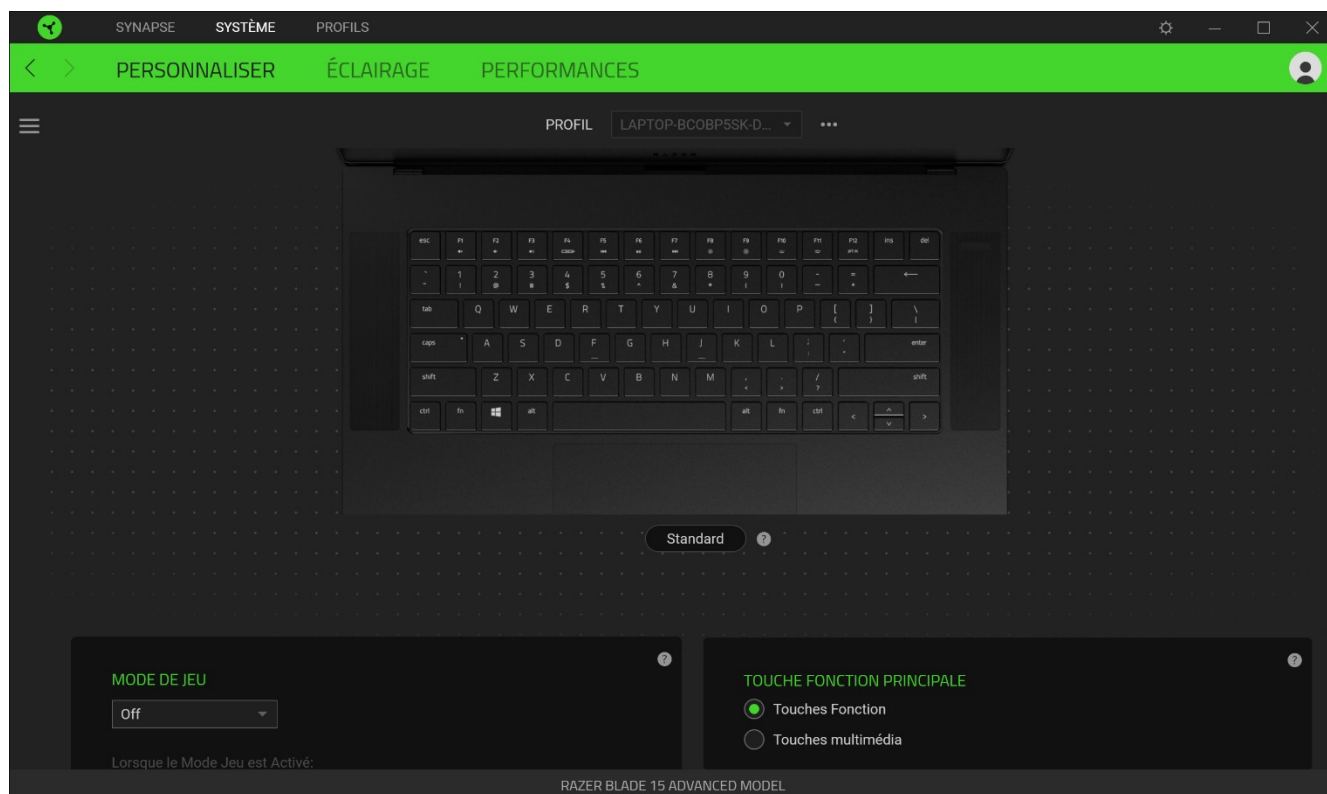 SYNAPSE SYSTÈME PROFILS
PERSONNALISER ÉCLAIRAGE PERFORMANCES
PROFIL LAPTOP-BCOBP5SK-D... •••
esc F1 F2 F3 F4 F5 F6 F7 F8 F9 F10 F11 F12 ins del
1 2 3 4 5 6 7 8 9 0 - =
! @ # $ % ^ & * ( ) _ +
tab Q W E R T Y U I O P [ ] \
{ } |
caps A S D F G H J K L ; '
: " enter
shift Z X C V B N M , . / shift
< > ?
ctrl fn alt alt fn ctrl < ^ >
v
Standard ?
? ?
MODE DE JEU TOUCHE FONCTION PRINCIPALE
Off Touches Fonction
Touches multimédia
Lorsque le Mode Jeu est Activé:
RAZER BLADE 15 ADVANCED MODEL